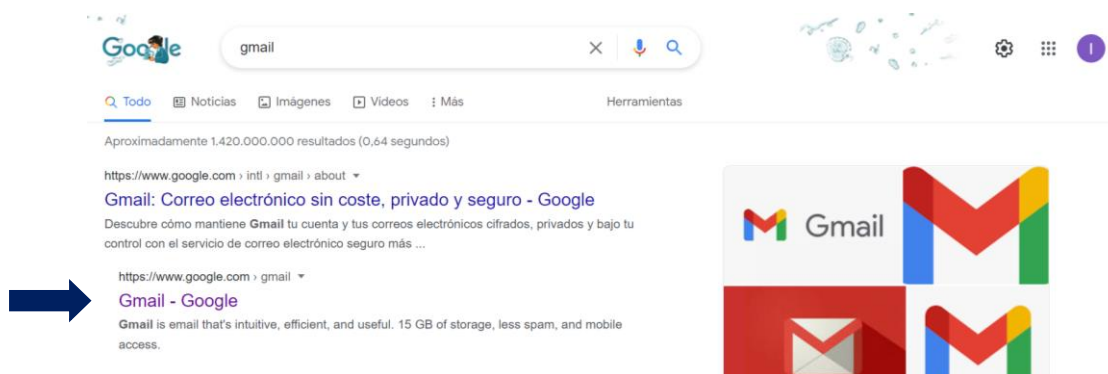 Google
gmail
I
Todo Noticias Imágenes Videos Más Herramientas
Aproximadamente 1.420.000.000 resultados (0,64 segundos)
https://www.google.com › intl › gmail › about
Gmail: Correo electrónico sin coste, privado y seguro - Google
Descubre cómo mantiene Gmail tu cuenta y tus correos electrónicos cifrados, privados y bajo tu
control con el servicio de correo electrónico seguro más ...
https://www.google.com › gmail
Gmail - Google
Gmail is email that's intuitive, efficient, and useful. 15 GB of storage, less spam, and mobile
access.
Gmail